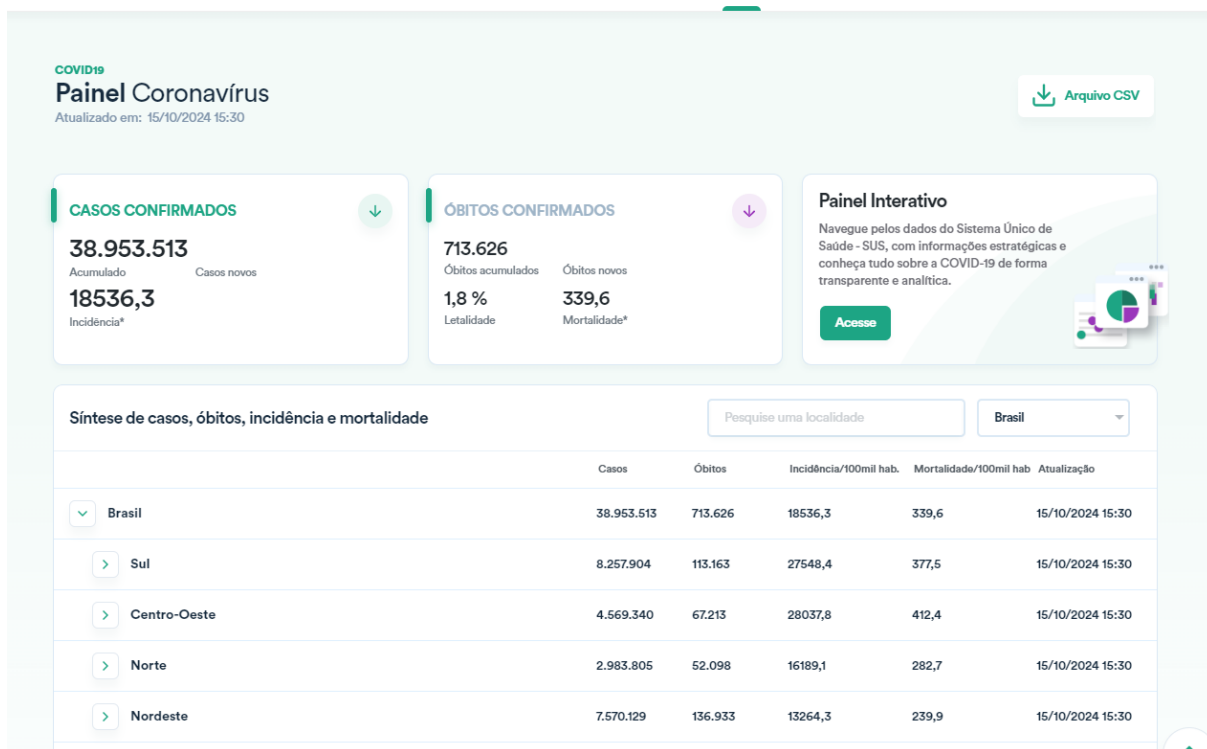 COVID19
Painel Coronavírus
Atualizado em: 15/10/2024 15:30
Arquivo CSV
CASOS CONFIRMADOS
38.953.513
Acumulado Casos novos
18536,3
Incidência*
ÓBITOS CONFIRMADOS
713.626
Óbitos acumulados Óbitos novos
1,8 % 339,6
Letalidade Mortalidade*
Painel Interativo
Navegue pelos dados do Sistema Único de
Saúde - SUS, com informações estratégicas e
conheça tudo sobre a COVID-19 de forma
transparente e analítica.
Acesse
Síntese de casos, óbitos, incidência e mortalidade Pesquise uma localidade Brasil
Casos Óbitos Incidência/100mil hab. Mortalidade/100mil hab Atualização
Brasil 38.953.513 713.626 18536,3 339,6 15/10/2024 15:30
Sul 8.257.904 113.163 27548,4 377,5 15/10/2024 15:30
Centro-Oeste 4.569.340 67.213 28037,8 412,4 15/10/2024 15:30
Norte 2.983.805 52.098 16189,1 282,7 15/10/2024 15:30
Nordeste 7.570.129 136.933 13264,3 239,9 15/10/2024 15:30